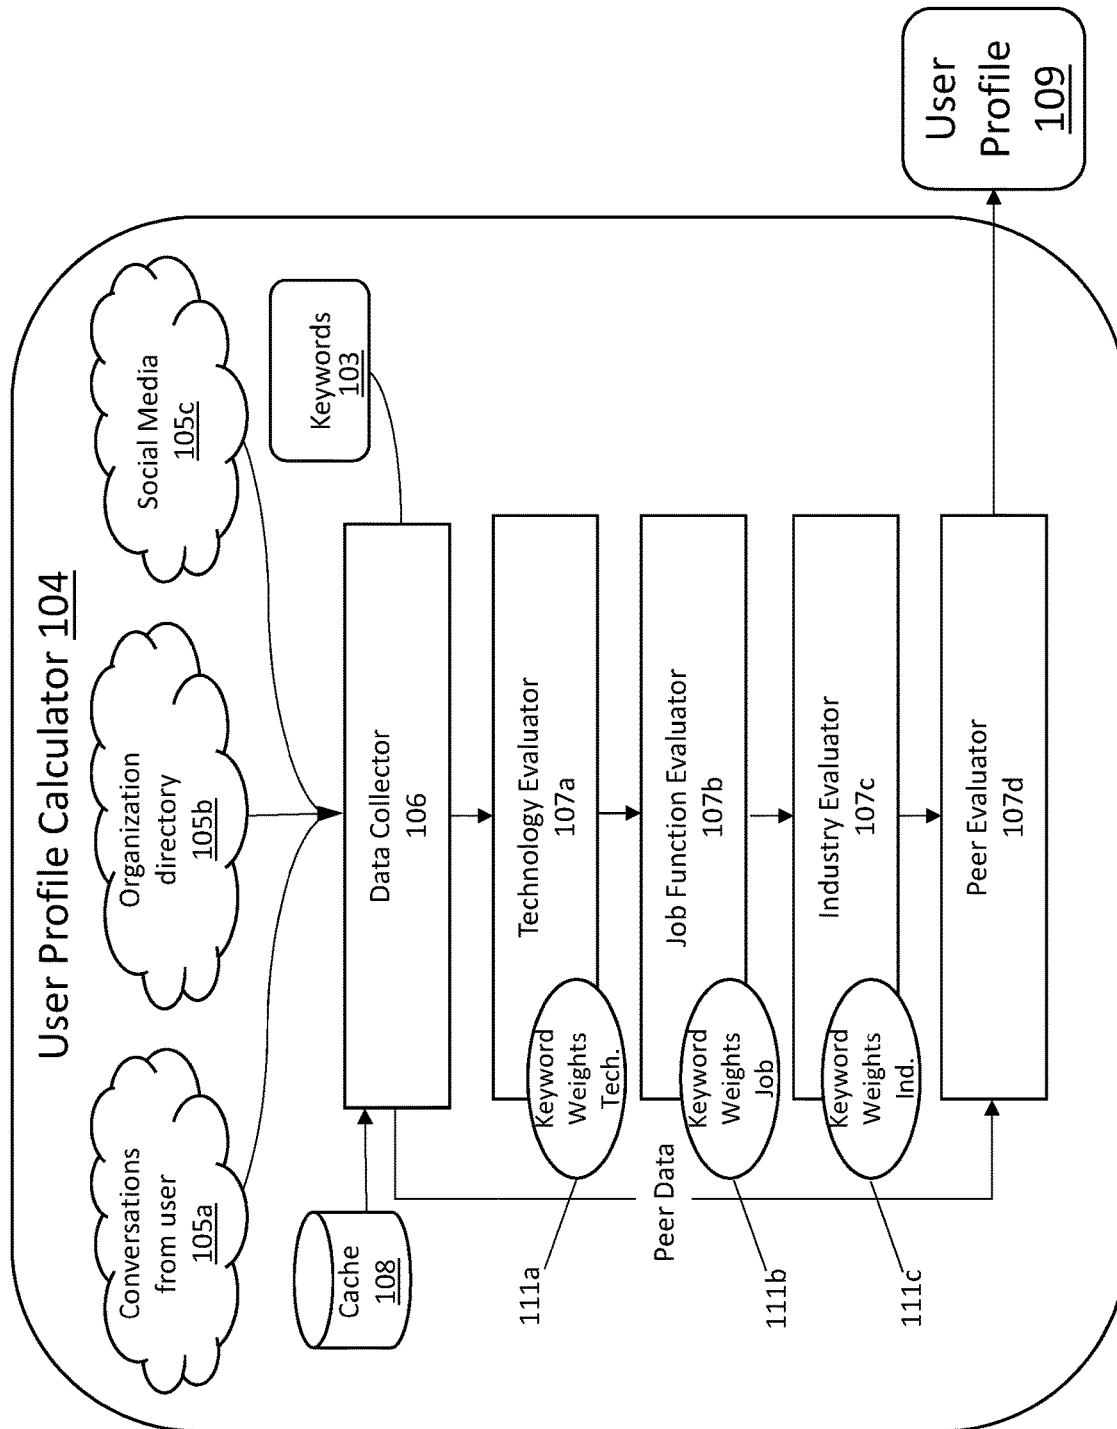 User Profile Calculator 104
Conversations
from user
105a
Organization
directory
105b
Social Media
105c
Cache
108
Keywords
103
Data Collector
106
Technology Evaluator
107a
Keyword
Weights
Tech.
111a
Job Function Evaluator
107b
Keyword
Weights
Job
111b
Peer Data
Industry Evaluator
107c
Keyword
Weights
Ind.
111c
Peer Evaluator
107d
User
Profile
109